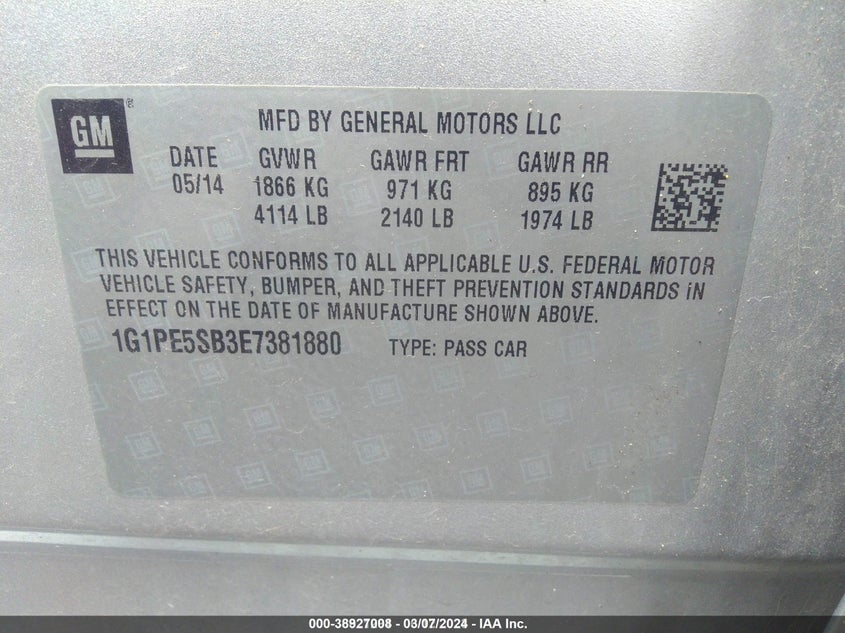 GM
MFD BY GENERAL MOTORS LLC
DATE GVWR GAWR FRT GAWR RR
05/14 1866 KG 971 KG 895 KG
4114 LB 2140 LB 1974 LB
THIS VEHICLE CONFORMS TO ALL APPLICABLE U.S. FEDERAL MOTOR
VEHICLE SAFETY, BUMPER, AND THEFT PREVENTION STANDARDS iN
EFFECT ON THE DATE OF MANUFACTURE SHOWN ABOVE.
1G1PE5SB3E7381880 TYPE: PASS CAR
000-38927008 - 03/07/2024 - IAA Inc.